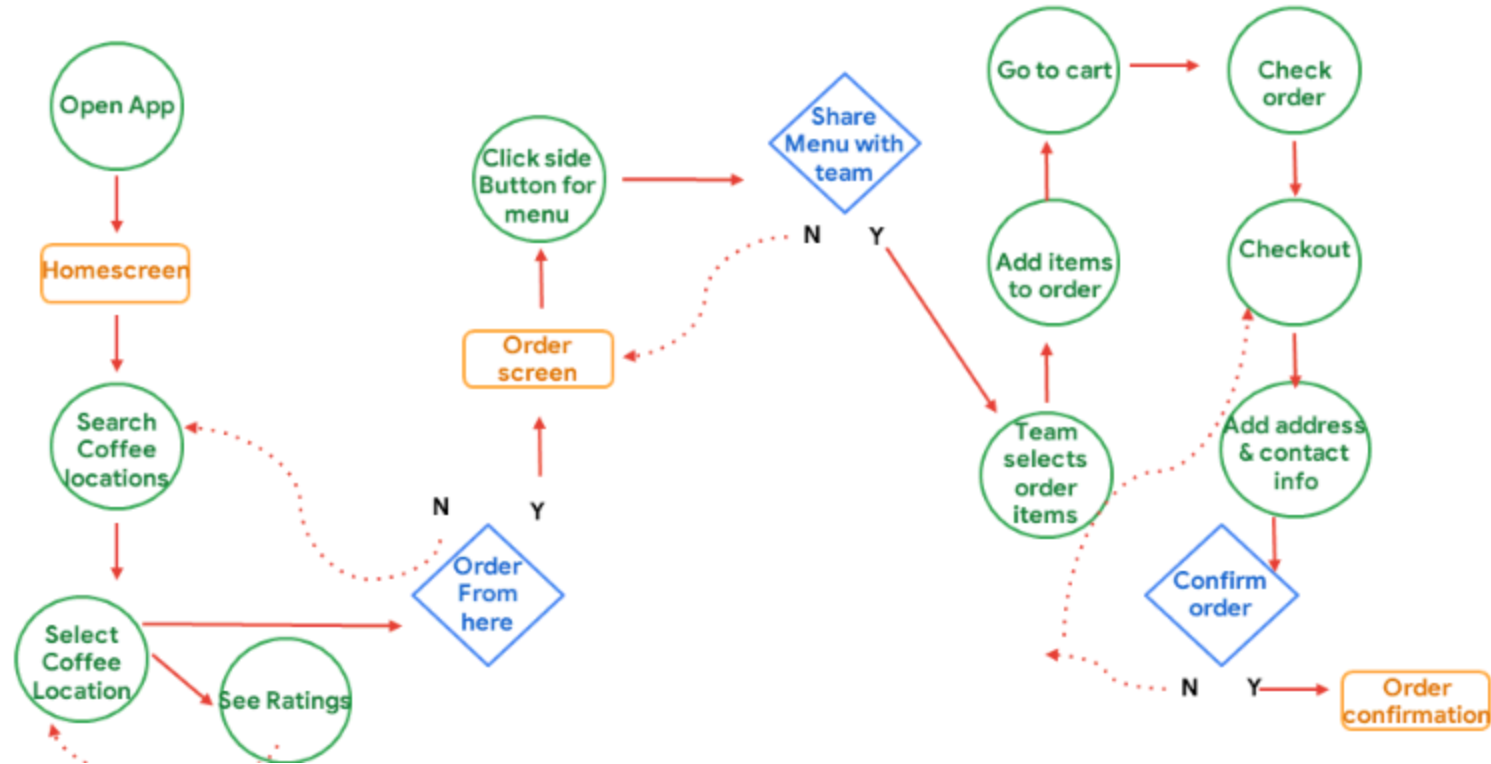 Open App
Homescreen
Search
Coffee
locations
Select
Coffee
Location
See Ratings
N
Y
Order
From
here
Order
screen
Click side
Button for
menu
Share
Menu with
team
N
Y
Team
selects
order
items
Add items
to order
Go to cart
Check
order
Checkout
Add address
& contact
info
Confirm
order
N
Y
Order
confirmation